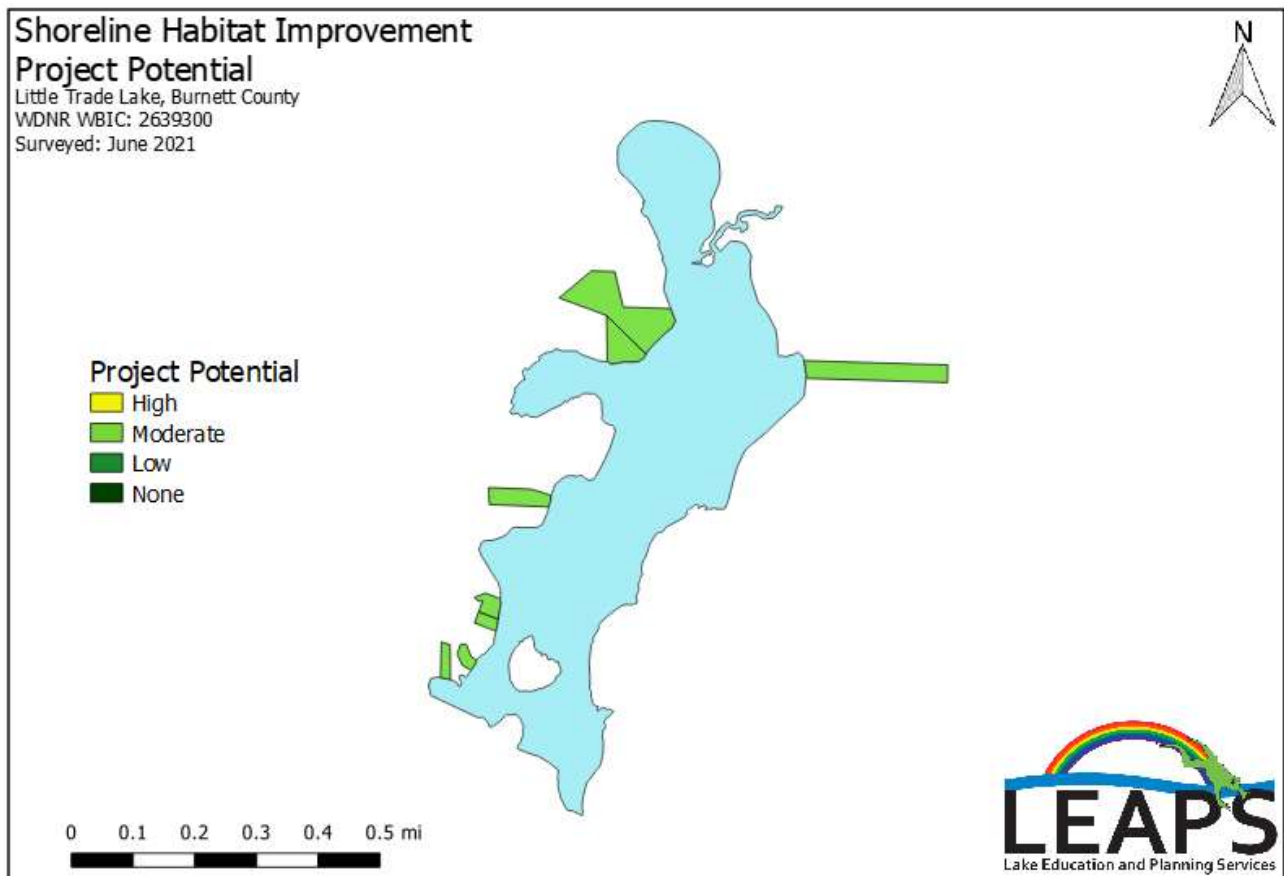 Shoreline Habitat Improvement
Project Potential
Little Trade Lake, Burnett County
WDNR WBIC: 2639300
Surveyed: June 2021
N
Project Potential
High
Moderate
Low
None
0 0.1 0.2 0.3 0.4 0.5 mi
LEAPS
Lake Education and Planning Services